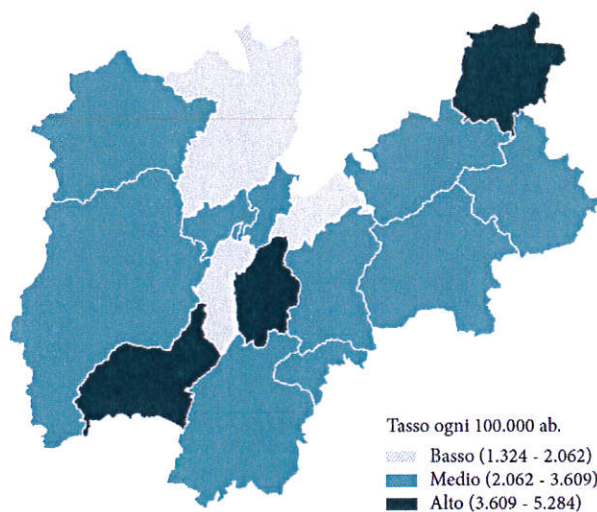 Tasso ogni 100.000 ab.
Basso (1.324 - 2.062)
Medio (2.062 - 3.609)
Alto (3.609 - 5.284)